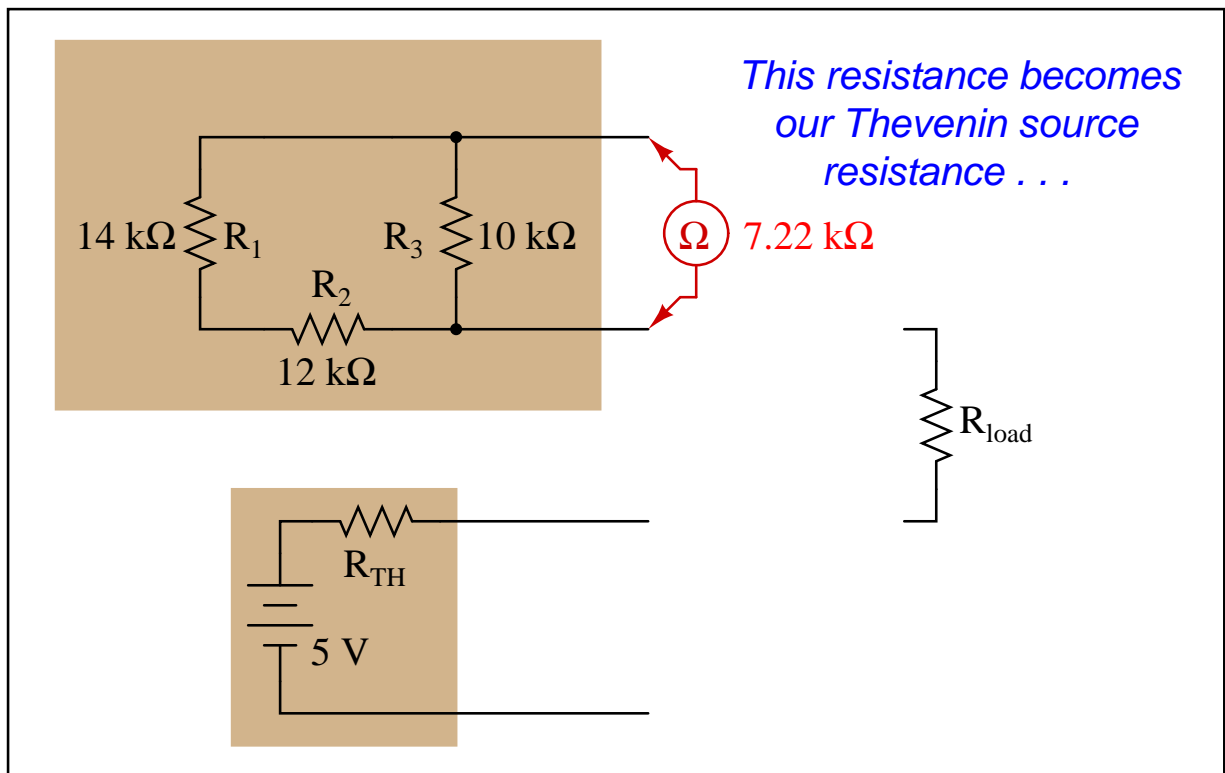 This resistance becomes
our Thevenin source
resistance . . .
14 kΩ R1 R3 10 kΩ Ω 7.22 kΩ
R2
12 kΩ
Rload
RTH
5 V